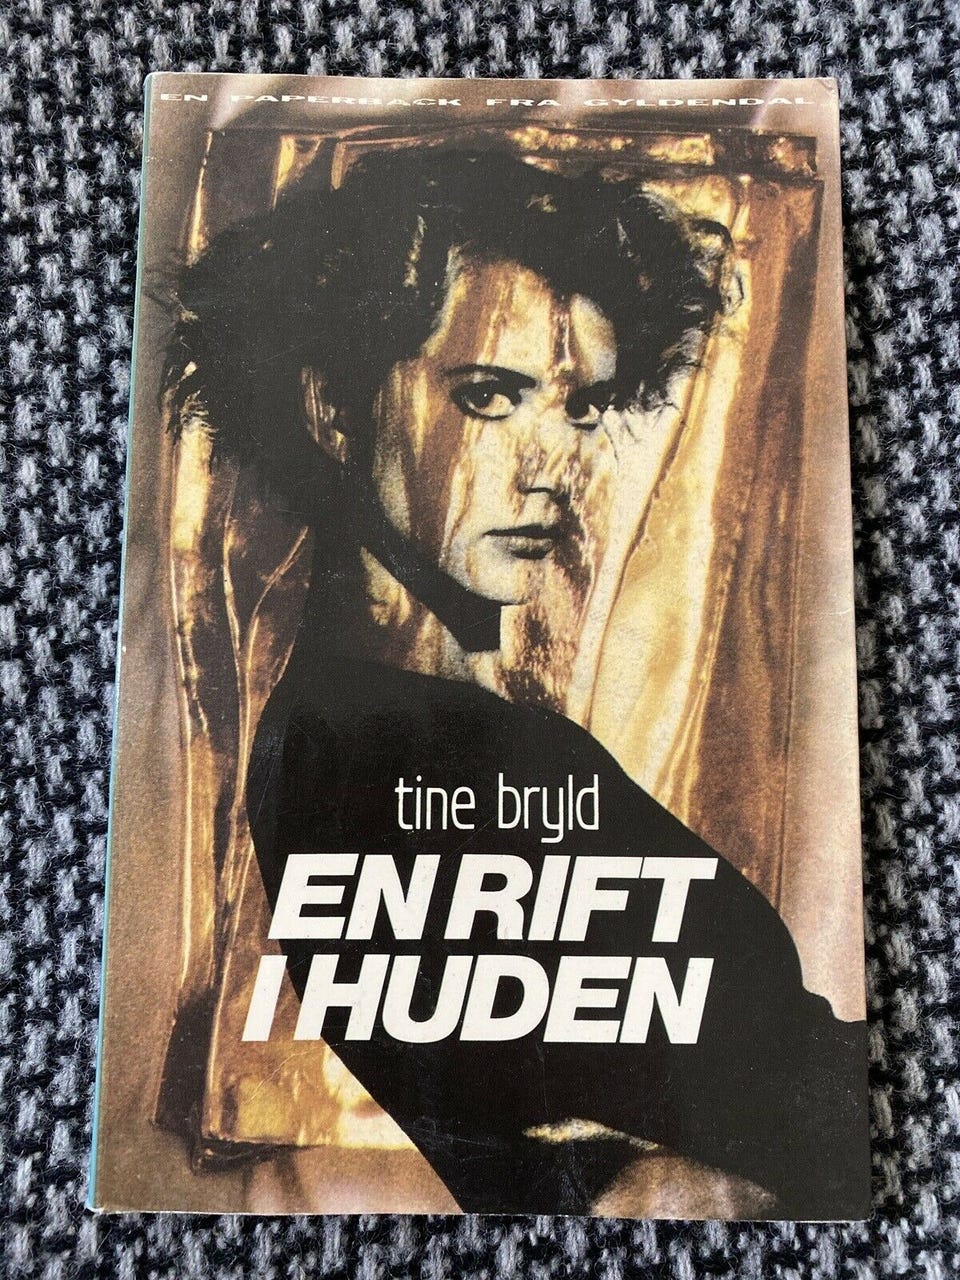 EN PAPERBACK FRA GYLDENDAL
tine bryld
EN RIFT
I HUDEN